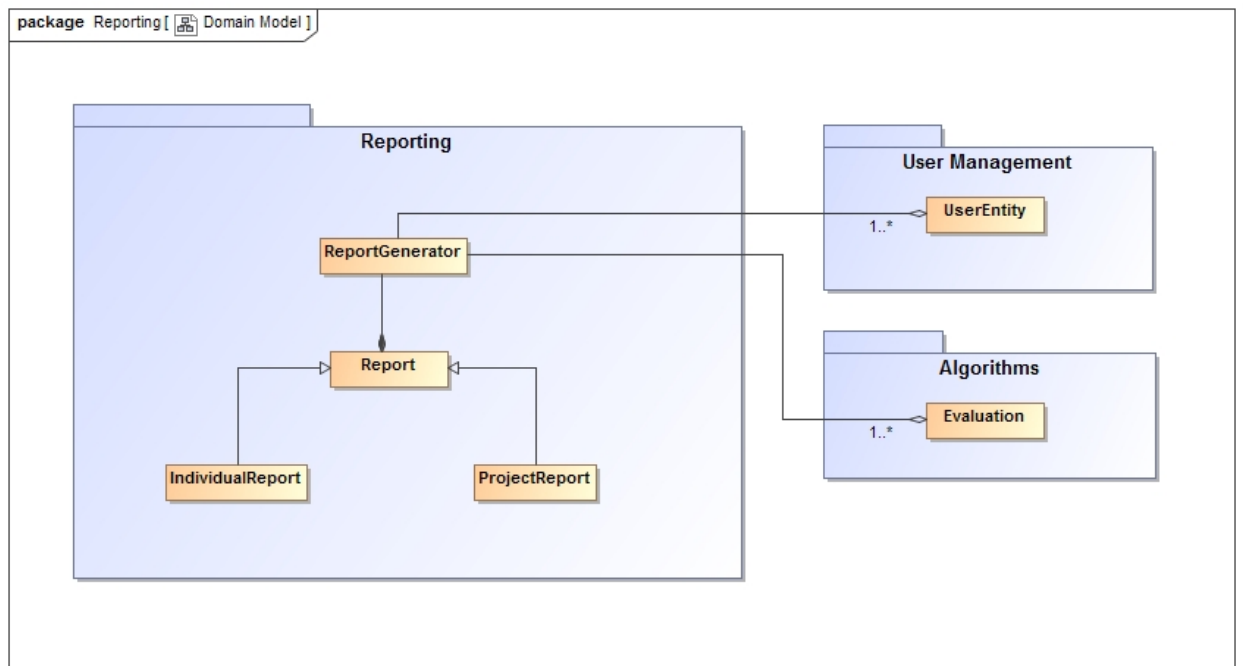 package Reporting [ Domain Model ]
Reporting
User Management
UserEntity
1..*
ReportGenerator
Report
Algorithms
Evaluation
1..*
IndividualReport
ProjectReport